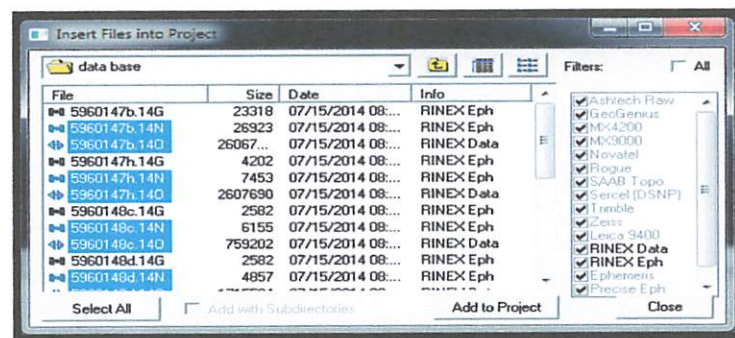 Insert Files into Project
data base
Filters:
All
File Size Date Info
5960147b.14G 23318 07/15/2014 08:... RINEX Eph
5960147b.14N 26923 07/15/2014 08:... RINEX Eph
5960147b.14O 26067... 07/15/2014 08:... RINEX Data
5960147h.14G 4202 07/15/2014 08:... RINEX Eph
5960147h.14N 7453 07/15/2014 08:... RINEX Eph
5960147h.14O 2607690 07/15/2014 08:... RINEX Data
5960148c.14G 2582 07/15/2014 08:... RINEX Eph
5960148c.14N 6155 07/15/2014 08:... RINEX Eph
5960148c.14O 759202 07/15/2014 08:... RINEX Data
5960148d.14G 2582 07/15/2014 08:... RINEX Eph
5960148d.14N 4857 07/15/2014 08:... RINEX Eph
Ashtech Raw
GeoGenius
MX4200
MX9000
Novatel
Rogue
SAAB Topo
Sercel (DSNP)
Trimble
Zeiss
Leica 9400
RINEX Data
RINEX Eph
Ephemeris
Precise Eph.
Select All
Add with Subdirectories
Add to Project
Close